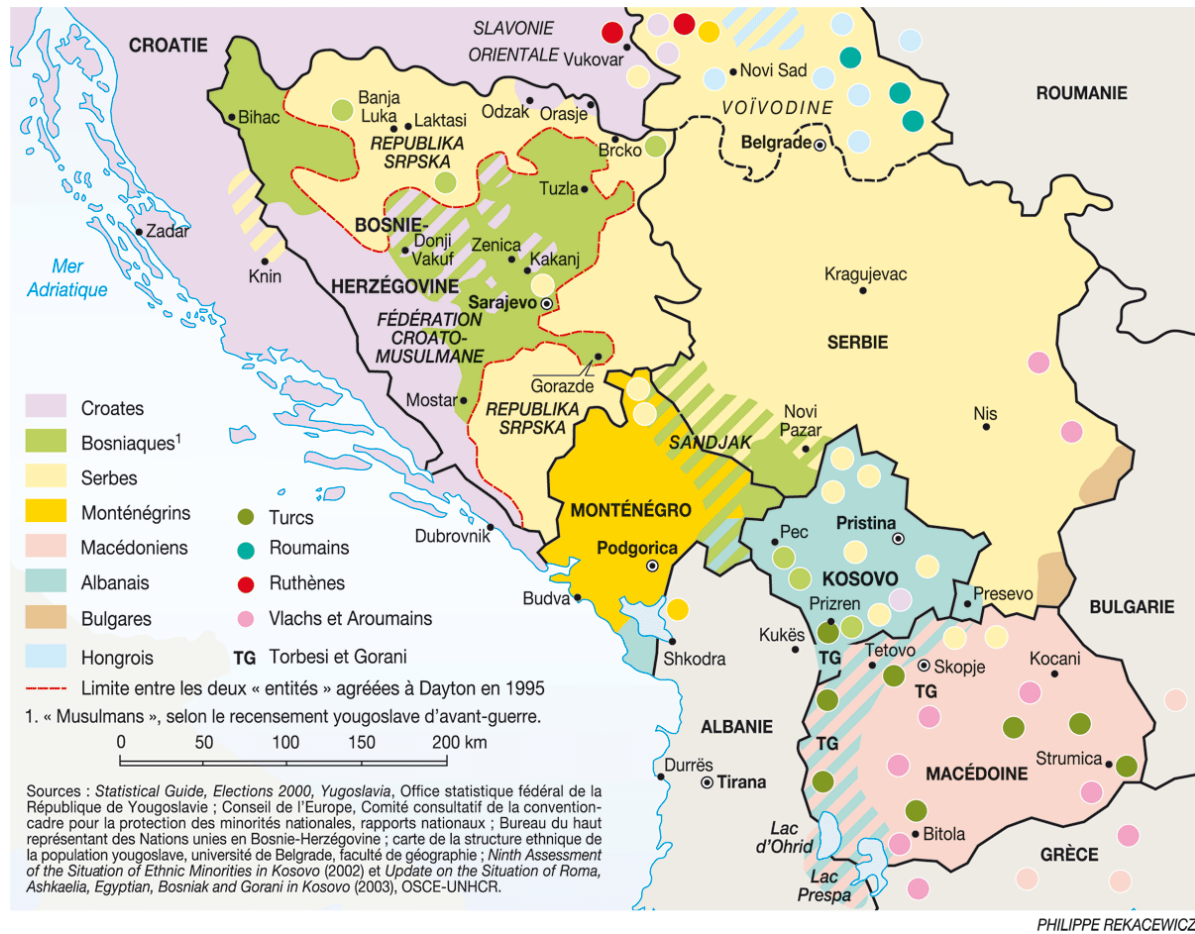 CROATIE
SLAVONIE
ORIENTALE
Vukovar
Novi Sad
VOÏVODINE
ROUMANIE
Bihac
Banja
Luka
Laktasi
Odzak
Orasje
REPUBLIKA
SRPSKA
Brcko
Belgrade
Tuzla
Zadar
BOSNIE-
HERZÉGOVINE
Donji
Vakuf
Zenica
Kakanj
Knin
Mer
Adriatique
Kragujevac
Sarajevo
FÉDÉRATION
CROATO-
MUSULMANE
SERBIE
Gorazde
Mostar
REPUBLIKA
SRPSKA
Novi
Pazar
Nis
SANDJAK
MONTÉNÉGRO
Podgorica
Dubrovnik
Budva
Pristina
Pec
KOSOVO
Prizren
Presevo
BULGARIE
Kukës
Shkodra
TG
Tetovo
Skopje
Kocani
TG
ALBANIE
TG
MACÉDOINE
Strumica
Durrës
Tirana
Lac
d'Ohrid
Bitola
GRÈCE
Lac
Prespa
Croates
Bosniaques¹
Serbes
Monténégrins
Macédoniens
Albanais
Bulgares
Hongrois
Turcs
Roumains
Ruthènes
Vlachs et Aroumains
TG Torbesi et Gorani
Limite entre les deux « entités » agréées à Dayton en 1995
1. « Musulmans », selon le recensement yougoslave d'avant-guerre.
0 50 100 150 200 km
Sources : Statistical Guide, Elections 2000, Yugoslavia, Office statistique fédéral de la
République de Yougoslavie ; Conseil de l'Europe, Comité consultatif de la convention-
cadre pour la protection des minorités nationales, rapports nationaux ; Bureau du haut
représentant des Nations unies en Bosnie-Herzégovine ; carte de la structure ethnique de
la population yougoslave, université de Belgrade, faculté de géographie ; Ninth Assessment
of the Situation of Ethnic Minorities in Kosovo (2002) et Update on the Situation of Roma,
Ashkaelia, Egyptian, Bosniak and Gorani in Kosovo (2003), OSCE-UNHCR.
PHILIPPE REKACEWICZ